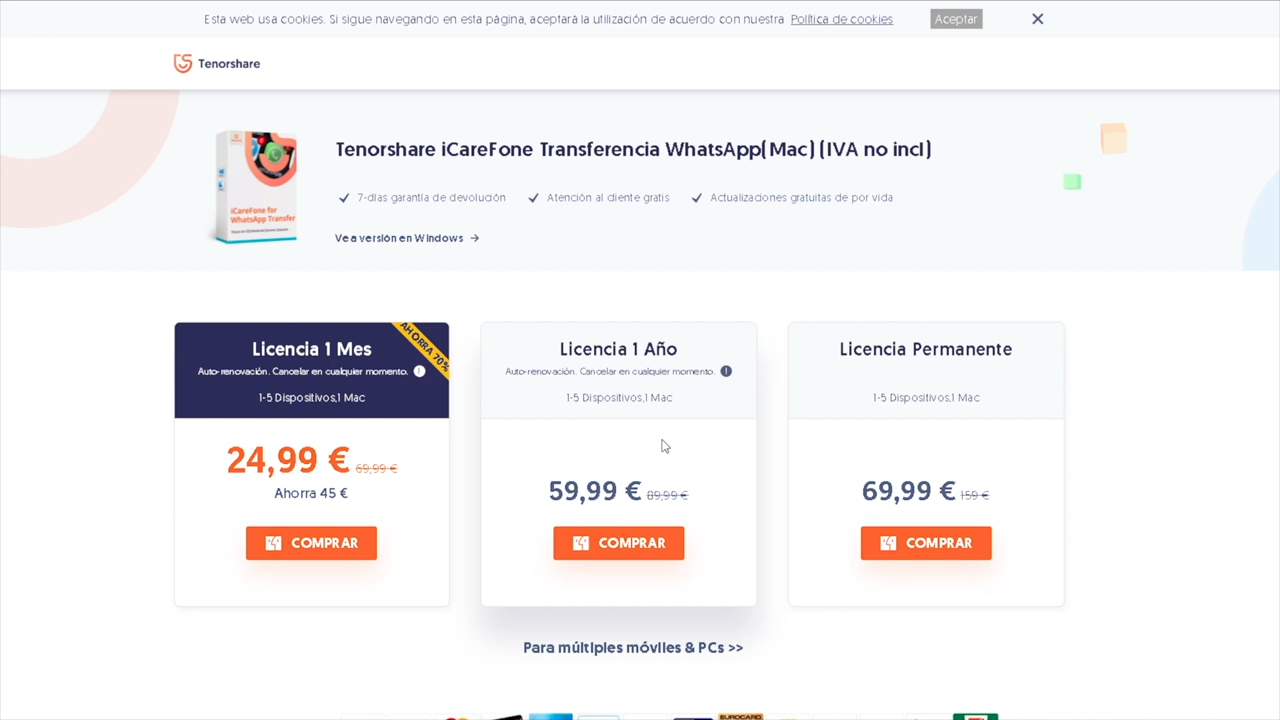 Esta web usa cookies. Si sigue navegando en esta página, aceptará la utilización de acuerdo con nuestra Política de cookies Aceptar
Tenorshare
Tenorshare iCareFone Transferencia WhatsApp(Mac) (IVA no incl)
7-días garantía de devolución Atención al cliente gratis Actualizaciones gratuitas de por vida
Ve a versión en Windows →
iCareFone for
WhatsApp Transfer
Licencia 1 Mes
AHORRA 70%
Auto-renovación. Cancelar en cualquier momento.
1-5 Dispositivos,1 Mac
24,99 € 69,99 €
Ahorra 45 €
COMPRAR
Licencia 1 Año
Auto-renovación. Cancelar en cualquier momento.
1-5 Dispositivos,1 Mac
59,99 € 89,99 €
COMPRAR
Licencia Permanente
1-5 Dispositivos,1 Mac
69,99 € 159 €
COMPRAR
Para múltiples móviles & PCs >>
EUROCARD